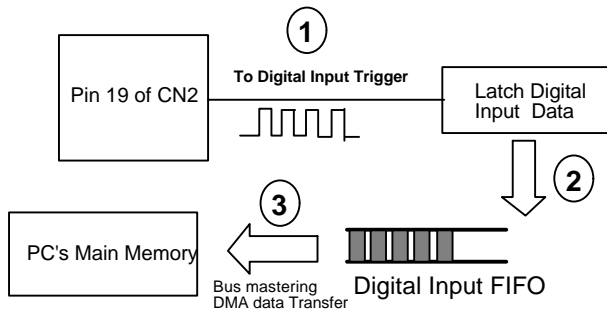 1
To Digital Input Trigger
Pin 19 of CN2
Latch Digital
Input Data
2
3
PC's Main Memory
Bus mastering
DMA data Transfer
Digital Input FIFO